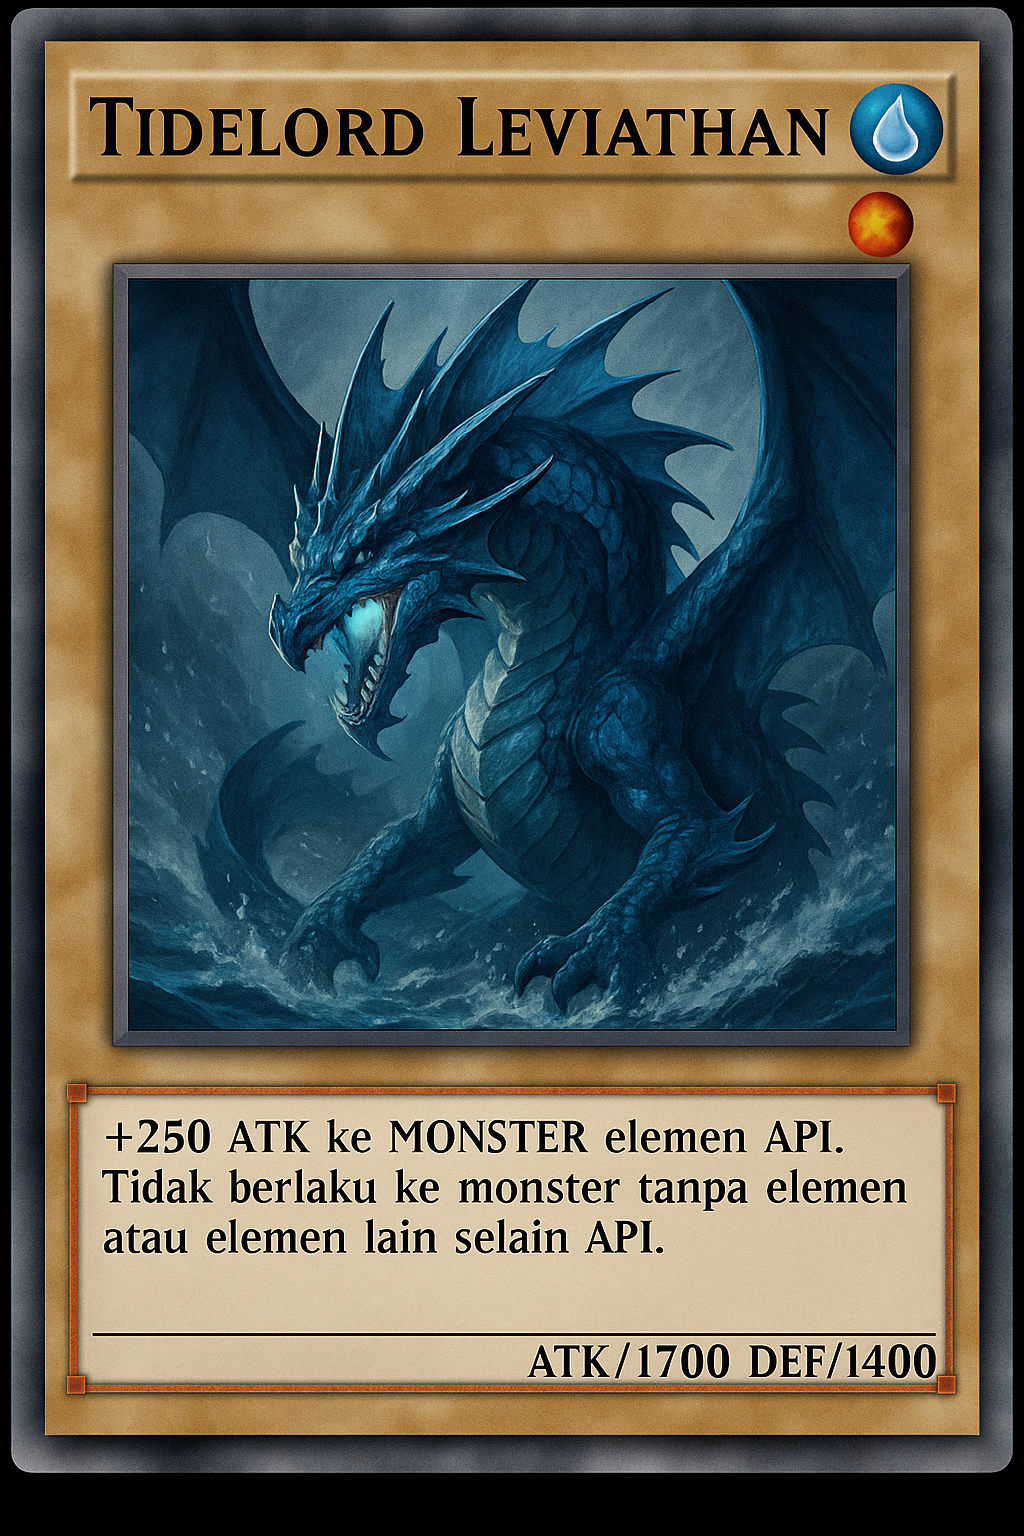 TIDELORD LEVIATHAN
+250 ATK ke MONSTER elemen API.
Tidak berlaku ke monster tanpa elemen
atau elemen lain selain API.
ATK/1700 DEF/1400